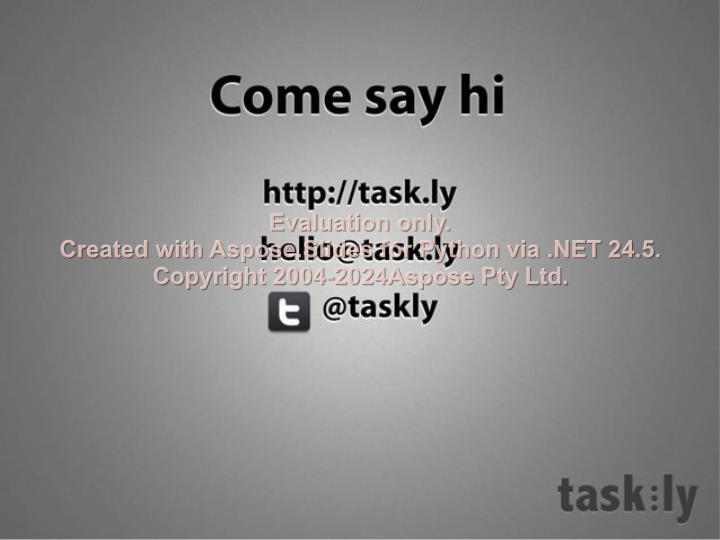 Come say hi
http://task.ly
Evaluation only.
hello@task.ly
Created with Aspose.Slides for Python via .NET 24.5.
Copyright 2004-2024Aspose Pty Ltd.
@taskly
task:ly